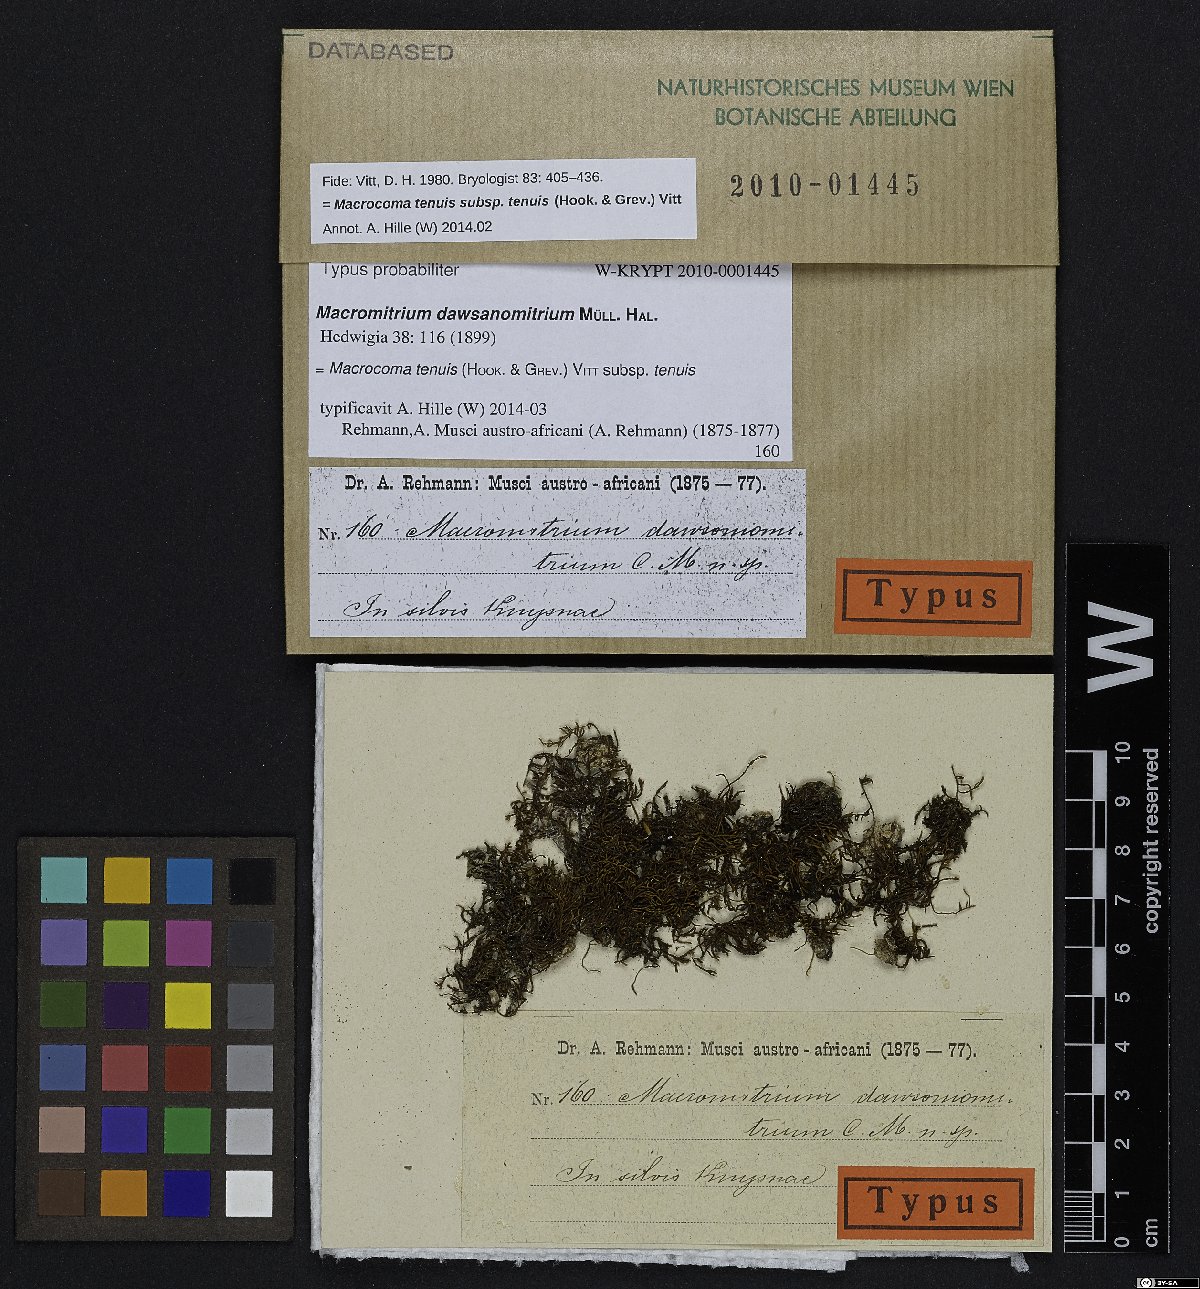 DATABASED
NATURHISTORISCHES MUSEUM WIEN
BOTANISCHE ABTEILUNG
2010-01445
Fide: Vitt, D. H. 1980. Bryologist 83: 405–436.
= Macrocoma tenuis subsp. tenuis (Hook. & Grev.) Vitt
Annot. A. Hille (W) 2014.02
Typus probabiliter W-KRYPT 2010-0001445
Macromitrium dawsanomitrium Müll. Hal.
Hedwigia 38: 116 (1899)
= Macrocoma tenuis (Hook. & Grev.) Vitt subsp. tenuis
typificavit A. Hille (W) 2014-03
Rehmann,A. Musci austro-africani (A. Rehmann) (1875-1877)
160
Dr. A. Rehmann: Musci austro - africani (1875 — 77).
Nr. 160 Macromitrium dawsonomi-
trium C. M. n. sp.
In silvis Knysnae
Typus
Dr. A. Rehmann: Musci austro - africani (1875 — 77).
Nr. 160 Macromitrium dawsonomi-
trium C. M. n. sp.
In silvis Knysnae
Typus
W
copyright reserved
10
9
8
7
6
5
4
3
2
1
0
cm
cc BY-SA